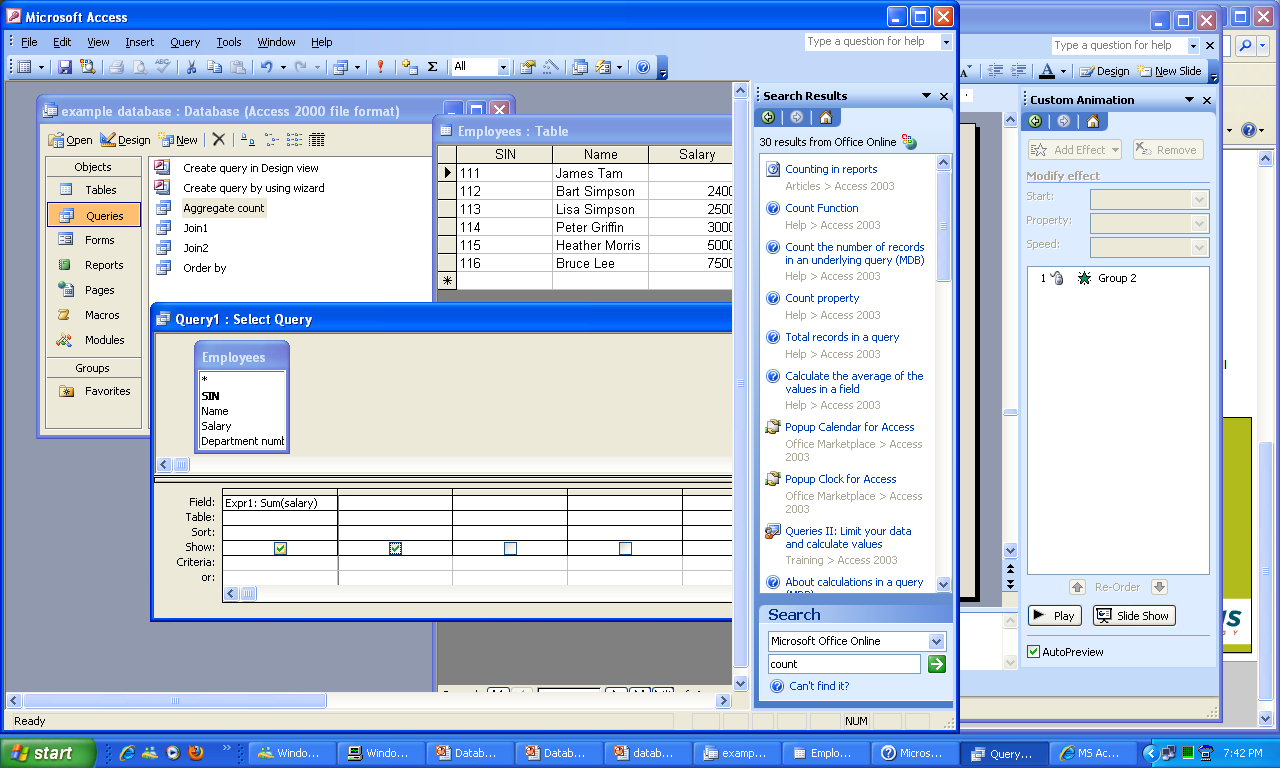 Microsoft Access
File Edit View Insert Query Tools Window Help
Type a question for help
All
example database : Database (Access 2000 file format)
Open Design New
Objects
Tables
Queries
Forms
Reports
Pages
Macros
Modules
Groups
Favorites
Create query in Design view
Create query by using wizard
Aggregate count
Join1
Join2
Order by
Employees : Table
SIN Name Salary
111 James Tam
112 Bart Simpson 2400
113 Lisa Simpson 2500
114 Peter Griffin 3000
115 Heather Morris 5000
116 Bruce Lee 7500
Query1 : Select Query
Employees
*
SIN
Name
Salary
Department numb
Field: Expr1: Sum(salary)
Table:
Sort:
Show:
Criteria:
or:
Ready
NUM
Search Results
30 results from Office Online
Counting in reports
Articles > Access 2003
Count Function
Help > Access 2003
Count the number of records
in an underlying query (MDB)
Help > Access 2003
Count property
Help > Access 2003
Total records in a query
Help > Access 2003
Calculate the average of the
values in a field
Help > Access 2003
Popup Calendar for Access
Office Marketplace > Access
2003
Popup Clock for Access
Office Marketplace > Access
2003
Queries II: Limit your data
and calculate values
Training > Access 2003
About calculations in a query
Search
Microsoft Office Online
count
Can't find it?
Type a question for help
Design New Slide
Custom Animation
Add Effect Remove
Modify effect
Start:
Property:
Speed:
1 Group 2
Re-Order
Play Slide Show
AutoPreview
start
Windo...
Windo...
Datab...
Datab...
datab...
examp...
Emplo...
Micros...
Query...
MS Ac...
7:42 PM